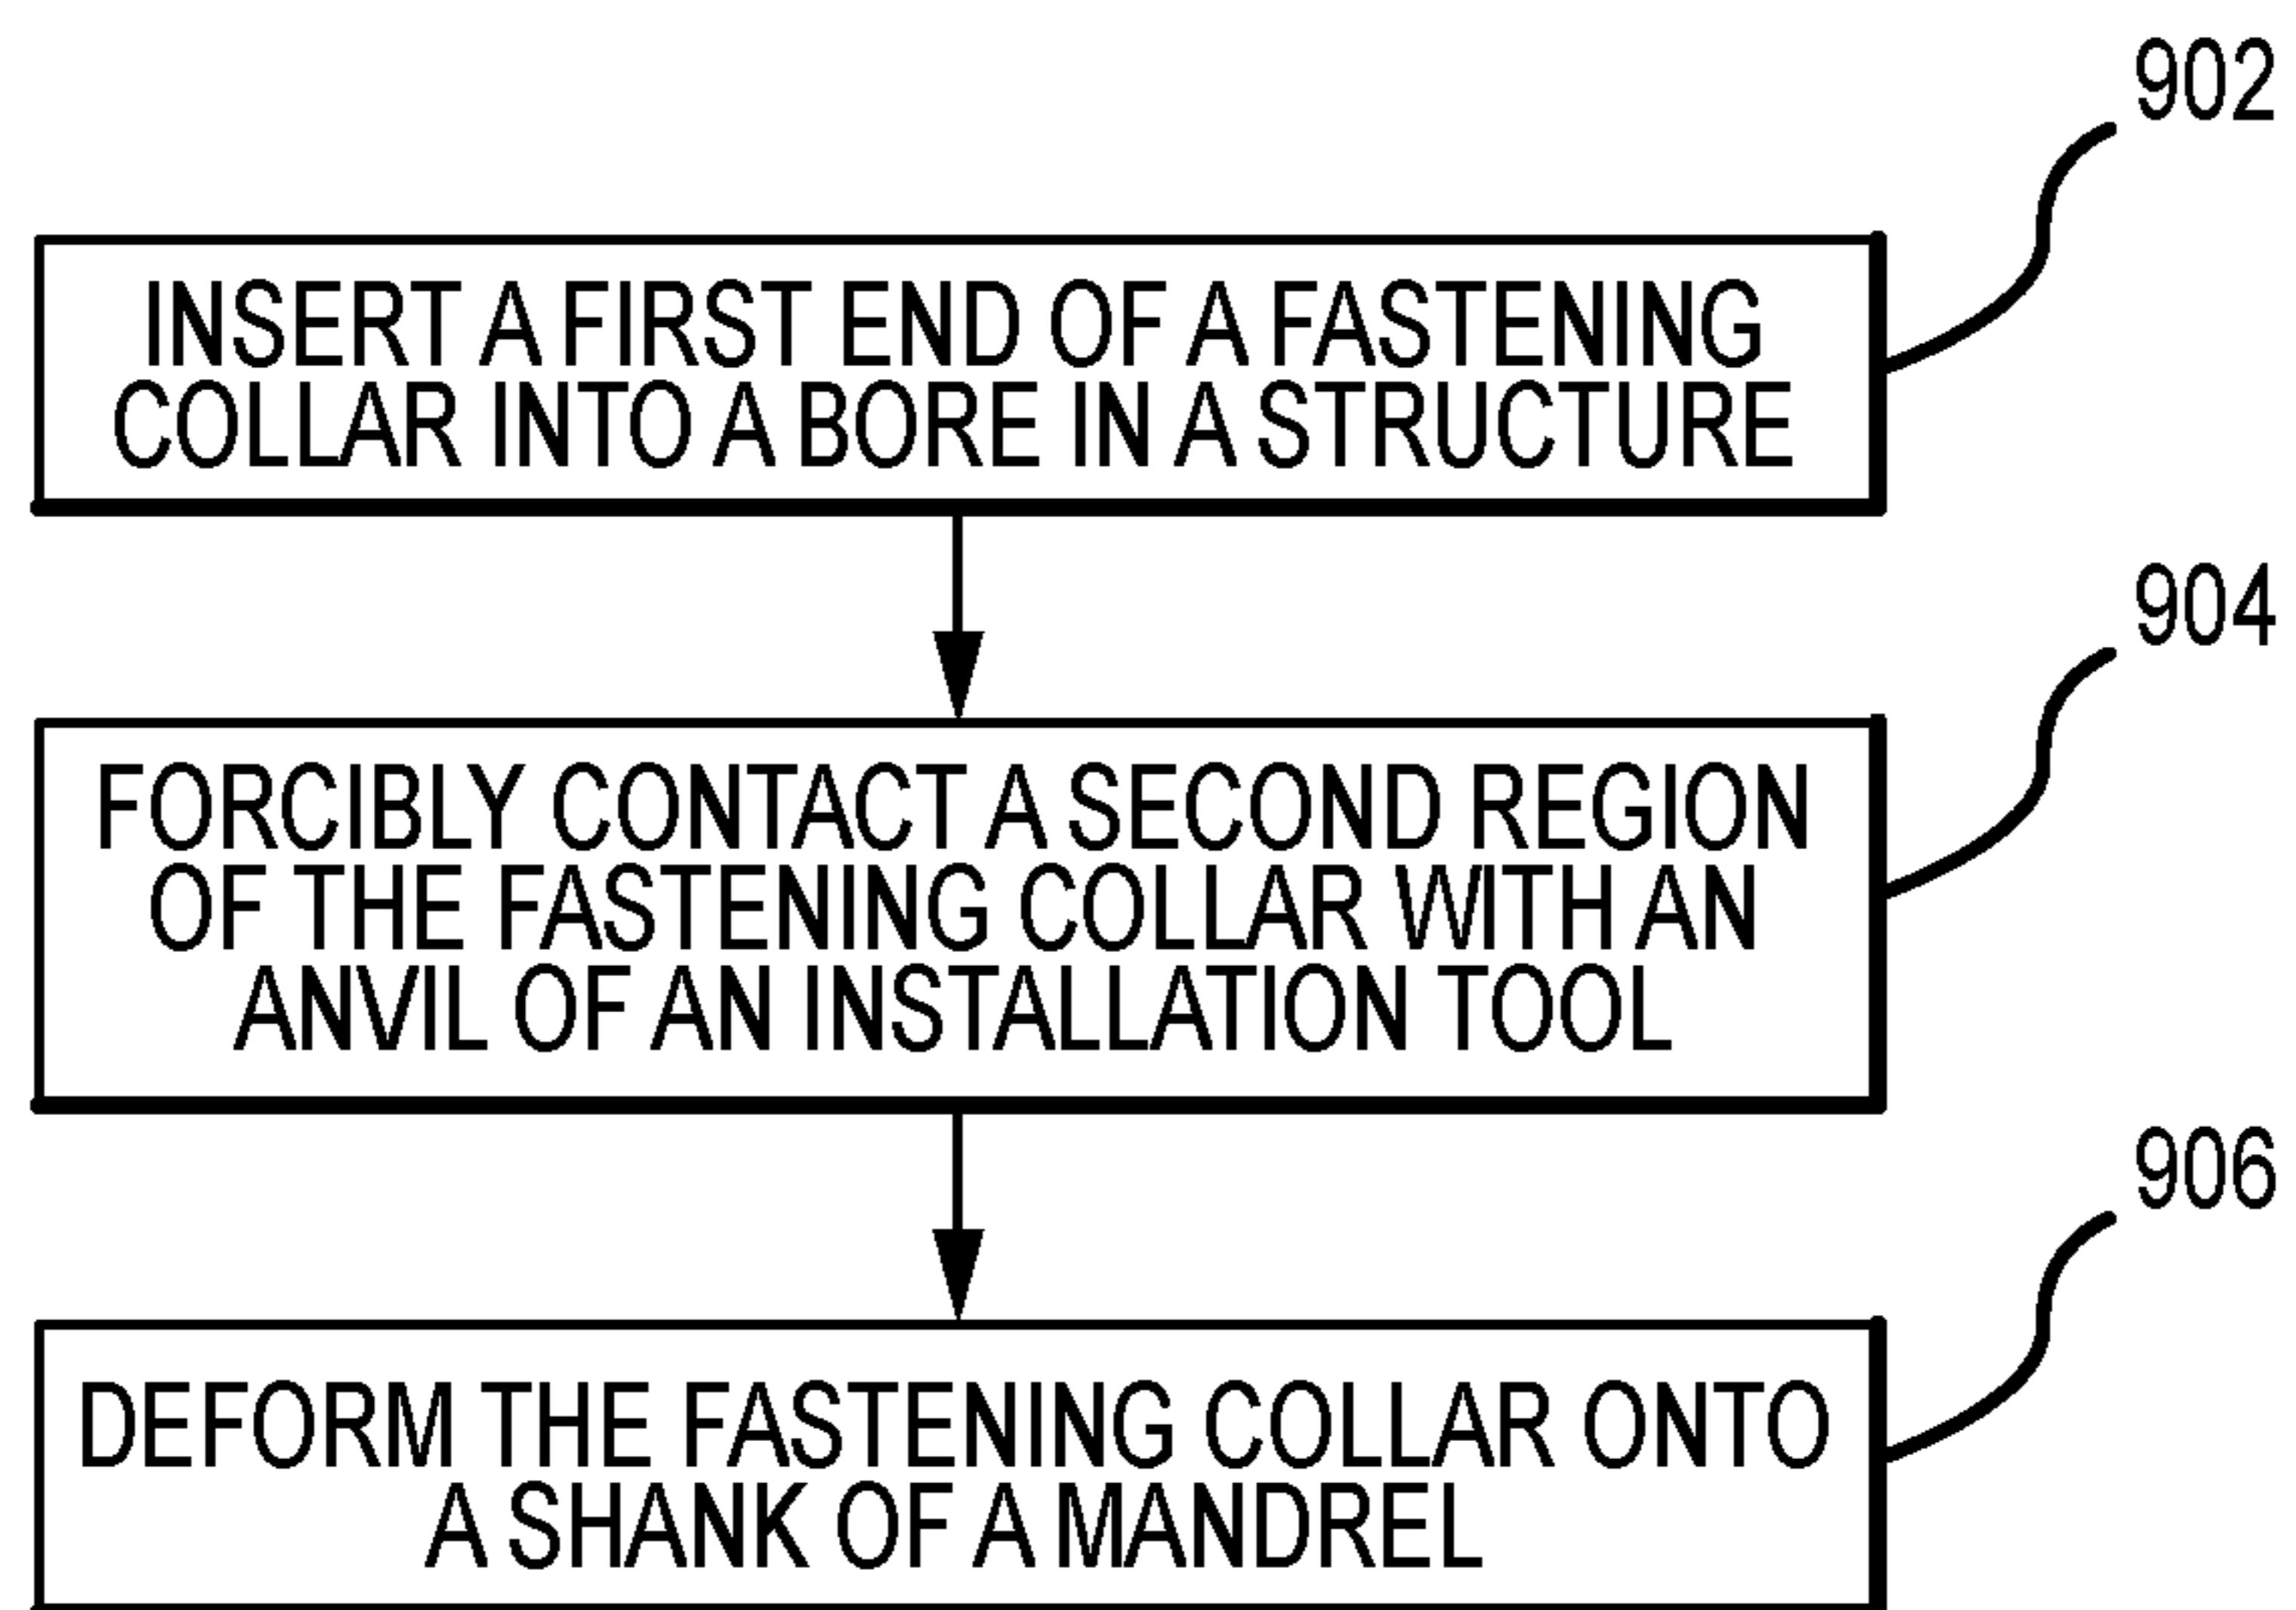 902
INSERT A FIRST END OF A FASTENING
COLLAR INTO A BORE IN A STRUCTURE
904
FORCIBLY CONTACT A SECOND REGION
OF THE FASTENING COLLAR WITH AN
ANVIL OF AN INSTALLATION TOOL
906
DEFORM THE FASTENING COLLAR ONTO
A SHANK OF A MANDREL